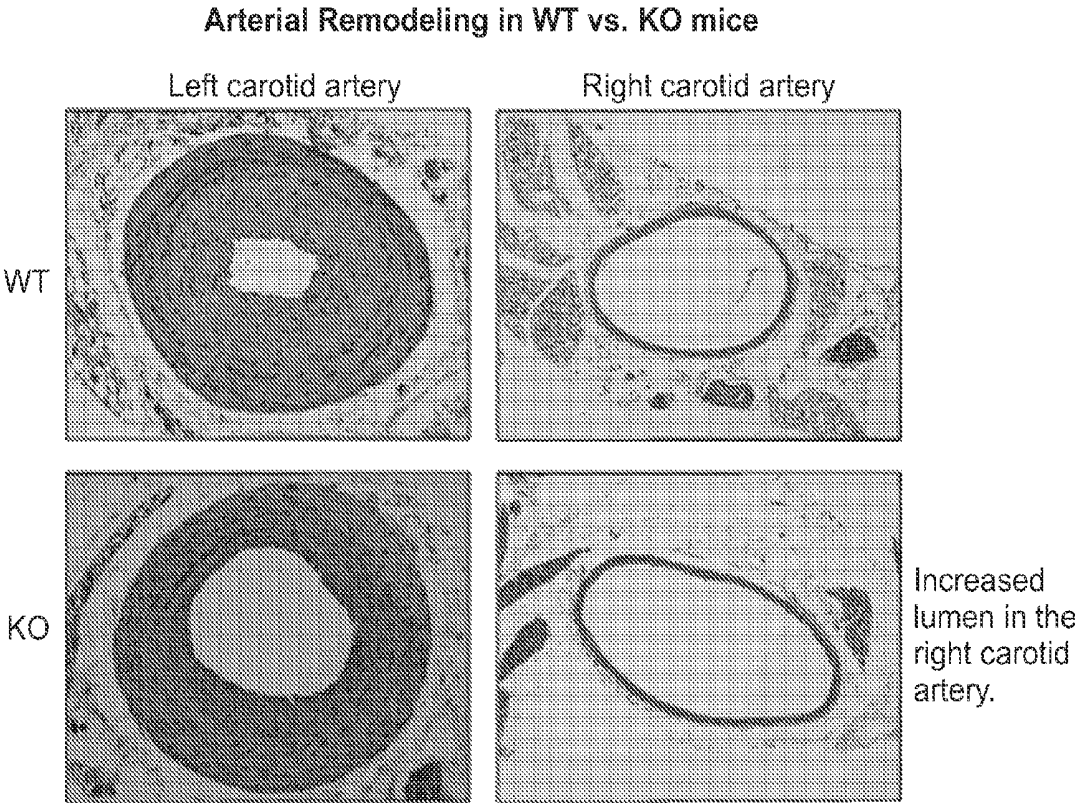 Arterial Remodeling in WT vs. KO mice
Left carotid artery
Right carotid artery
WT
KO
Increased
lumen in the
right carotid
artery.